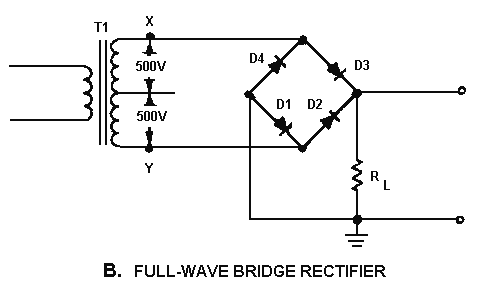 T1
X
500V
500V
Y
D4
D3
D1
D2
R L
B. FULL-WAVE BRIDGE RECTIFIER